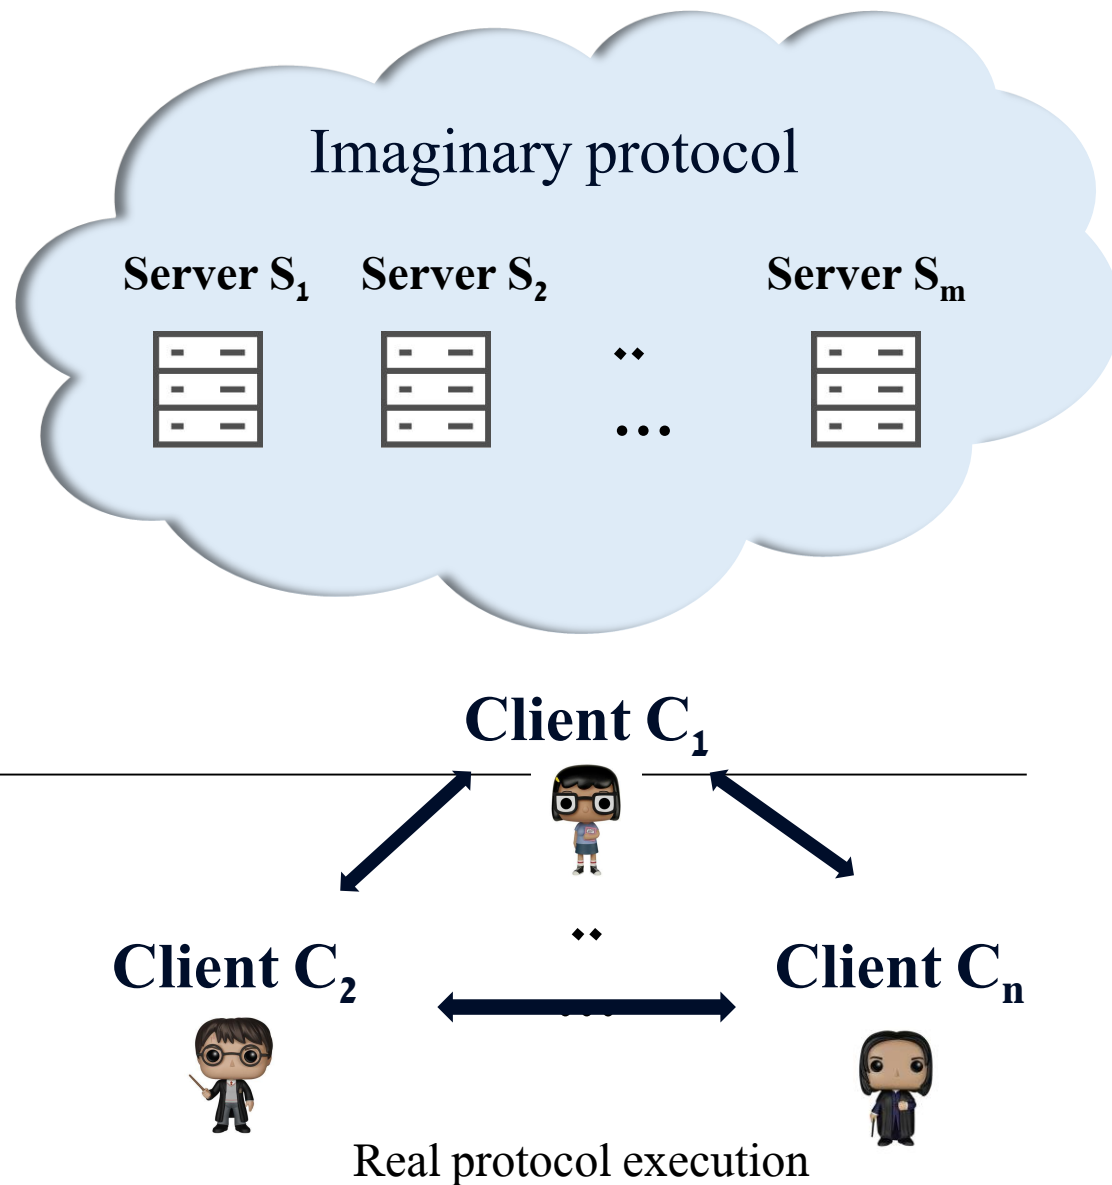 Imaginary protocol
Server S₁ Server S₂ Server Sₘ
..
...
Client C₁
..
Client C₂ Client Cₙ
...
Real protocol execution